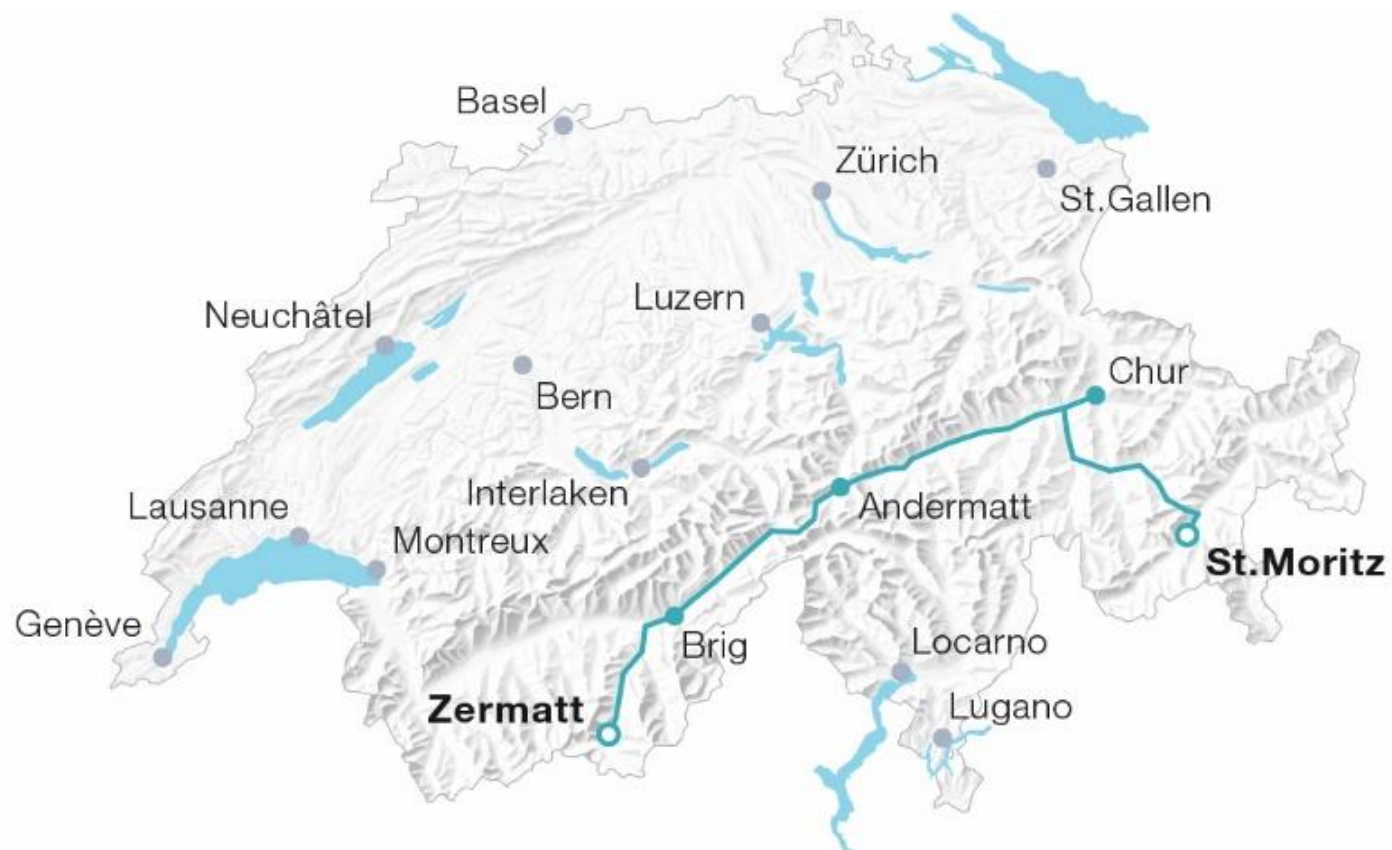 Basel
Zürich
St.Gallen
Luzern
Neuchâtel
Chur
Bern
Interlaken
Andermatt
Lausanne
Montreux
St.Moritz
Genève
Brig
Locarno
Zermatt
Lugano